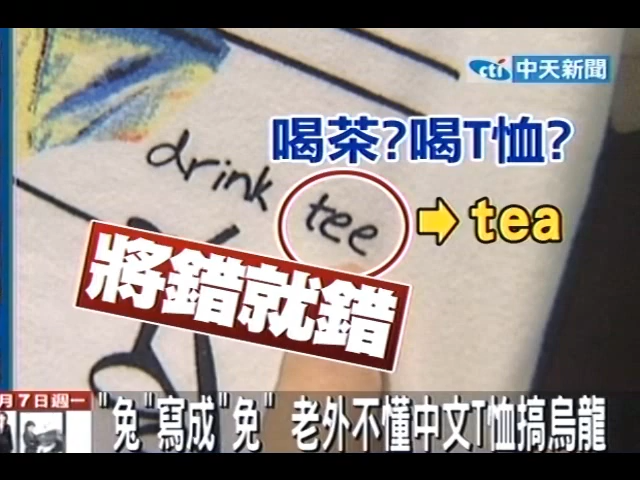 cti 中天新聞
喝茶?喝T恤?
drink tee
tea
將錯就錯
月7日週一
"免"寫成"免" 老外不懂中文T恤搞烏龍